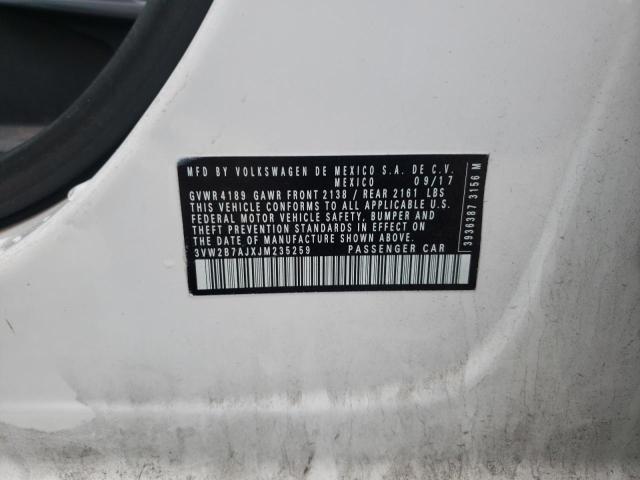 MFD BY VOLKSWAGEN DE MEXICO S.A. DE C.V.
MEXICO 09/17
GVWR 4189 GAWR FRONT 2138 / REAR 2161 LBS
THIS VEHICLE CONFORMS TO ALL APPLICABLE U.S.
FEDERAL MOTOR VEHICLE SAFETY, BUMPER AND
THEFT PREVENTION STANDARDS IN EFFECT ON
THE DATE OF MANUFACTURE SHOWN ABOVE.
3VW2B7AJXJM235259 PASSENGER CAR
3936387 3156 M